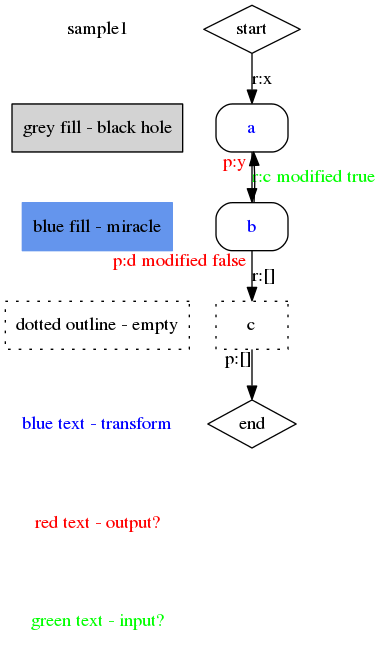 sample1
start
r:x
grey fill - black hole
a
p:y
r:c modified true
blue fill - miracle
b
p:d modified false
r:[]
dotted outline - empty
c
p:[]
blue text - transform
end
red text - output?
green text - input?